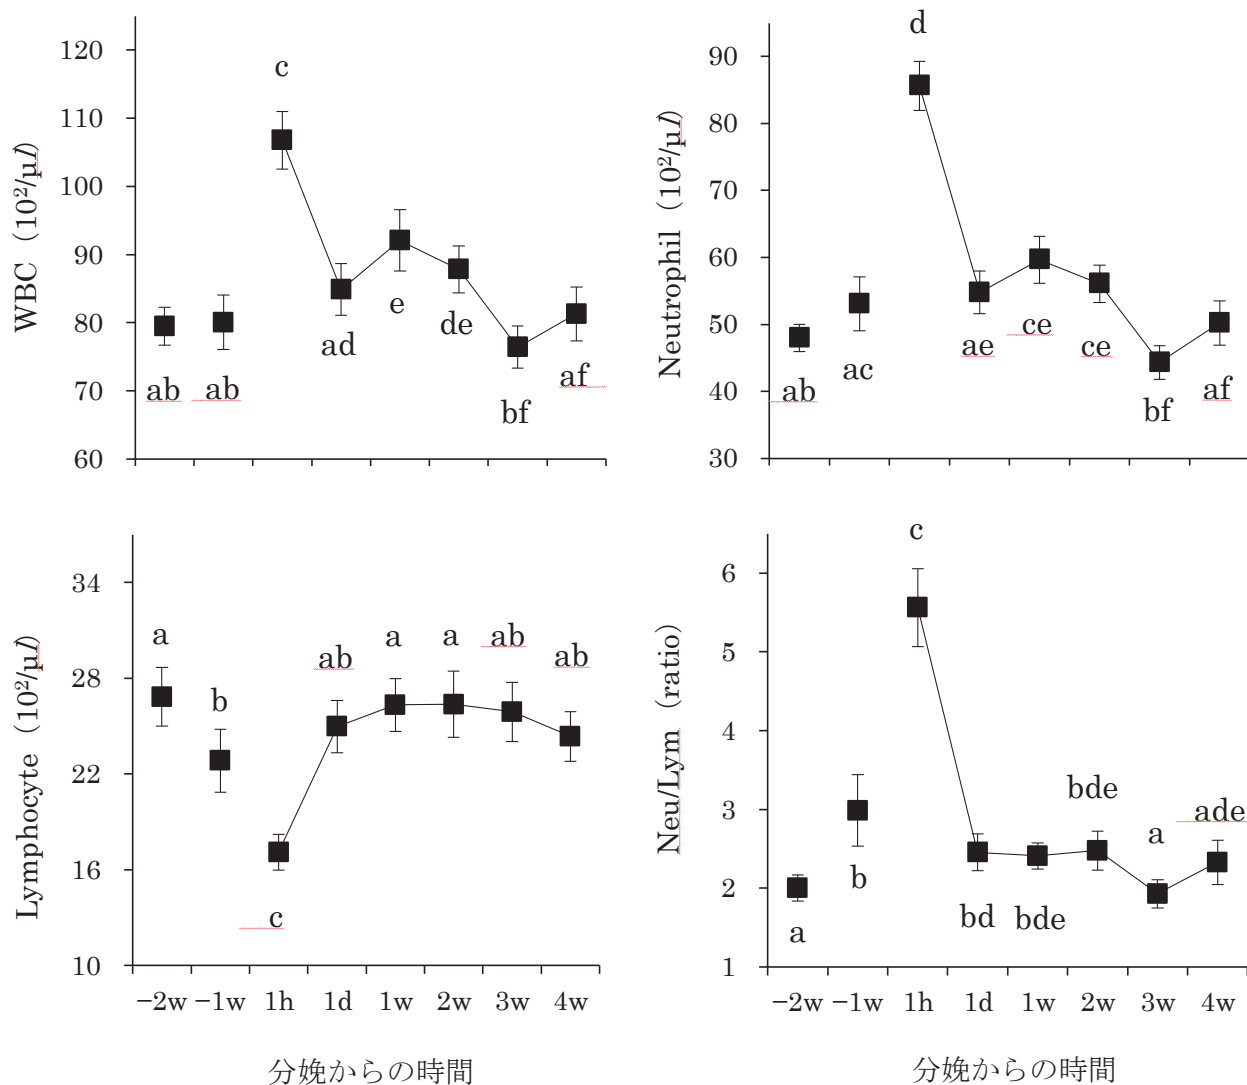 WBC (10²/μl)
120
110
100
90
80
70
60
ab
ab
c
ad
e
de
bf
af
Neutrophil (10²/μl)
90
80
70
60
50
40
30
ab
ac
d
ae
ce
ce
bf
af
Lymphocyte (10²/μl)
34
28
22
16
10
a
b
c
ab
a
a
ab
ab
−2w −1w 1h 1d 1w 2w 3w 4w
分娩からの時間
Neu/Lym (ratio)
6
5
4
3
2
1
a
b
c
bd
bde
bde
a
ade
−2w −1w 1h 1d 1w 2w 3w 4w
分娩からの時間